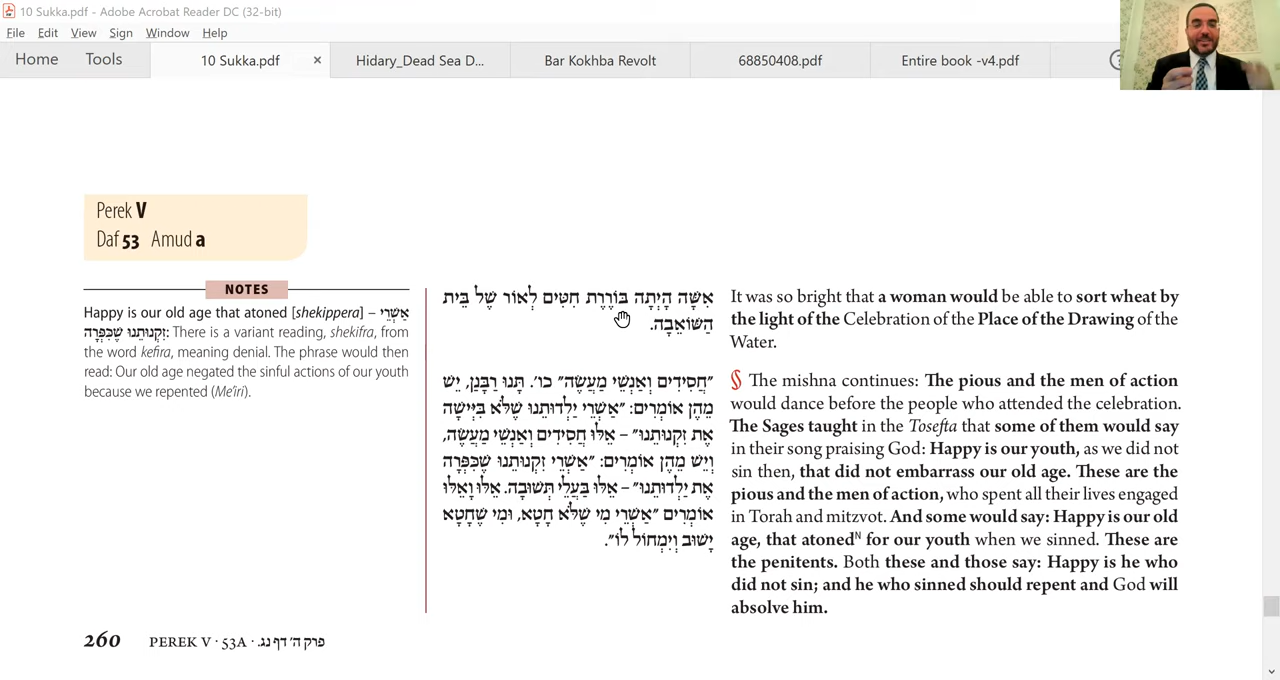 10 Sukka.pdf - Adobe Acrobat Reader DC (32-bit)
File Edit View Sign Window Help
Home Tools 10 Sukka.pdf × Hidary_Dead Sea D... Bar Kokhba Revolt 68850408.pdf Entire book -v4.pdf
Perek V
Daf 53 Amud a
NOTES
Happy is our old age that atoned [shekippera] – אַשְׁרֵי
זִקְנוּתֵנוּ שֶׁכִּפְּרָה: There is a variant reading, shekifra, from
the word kefira, meaning denial. The phrase would then
read: Our old age negated the sinful actions of our youth
because we repented (Me'iri).
אִשָּׁה הָיְתָה בּוֹרֶרֶת חִטִּים לְאוֹר שֶׁל בֵּית
הַשּׁוֹאֵבָה.
״חֲסִידִים וְאַנְשֵׁי מַעֲשֶׂה״ כו׳. תָּנוּ רַבָּנַן, יֵשׁ
מֵהֶן אוֹמְרִים: ״אַשְׁרֵי יַלְדוּתֵנוּ שֶׁלֹּא בִּיְּישָׁה
אֶת זִקְנוּתֵנוּ״ – אֵלּוּ חֲסִידִים וְאַנְשֵׁי מַעֲשֶׂה,
וְיֵשׁ מֵהֶן אוֹמְרִים: ״אַשְׁרֵי זִקְנוּתֵנוּ שֶׁכִּפְּרָה
אֶת יַלְדוּתֵנוּ״ – אֵלּוּ בַּעֲלֵי תְּשׁוּבָה. אֵלּוּ וָאֵלּוּ
אוֹמְרִים ״אַשְׁרֵי מִי שֶׁלֹּא חָטָא, וּמִי שֶׁחָטָא
יָשׁוּב וְיִמְחוֹל לוֹ״.
It was so bright that a woman would be able to sort wheat by
the light of the Celebration of the Place of the Drawing of the
Water.
§ The mishna continues: The pious and the men of action
would dance before the people who attended the celebration.
The Sages taught in the Tosefta that some of them would say
in their song praising God: Happy is our youth, as we did not
sin then, that did not embarrass our old age. These are the
pious and the men of action, who spent all their lives engaged
in Torah and mitzvot. And some would say: Happy is our old
age, that atonedᴺ for our youth when we sinned. These are
the penitents. Both these and those say: Happy is he who
did not sin; and he who sinned should repent and God will
absolve him.
260 PEREK V · 53A · פרק ה׳ דף נג.